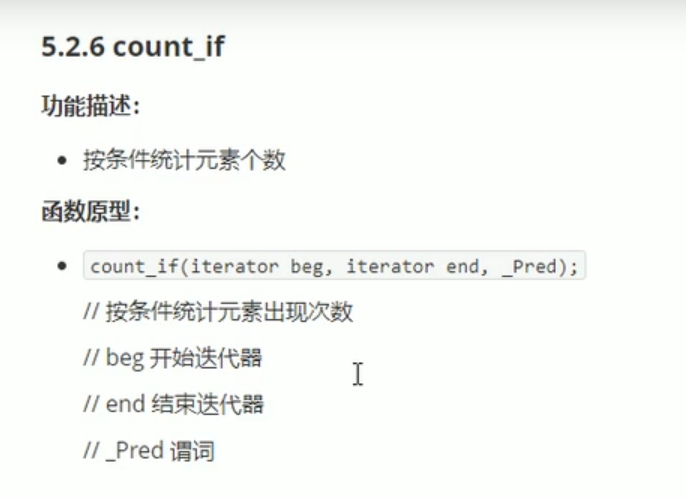 5.2.6 count_if
功能描述：
按条件统计元素个数
函数原型：
count_if(iterator beg, iterator end, _Pred);
// 按条件统计元素出现次数
// beg 开始迭代器
// end 结束迭代器
// _Pred 谓词